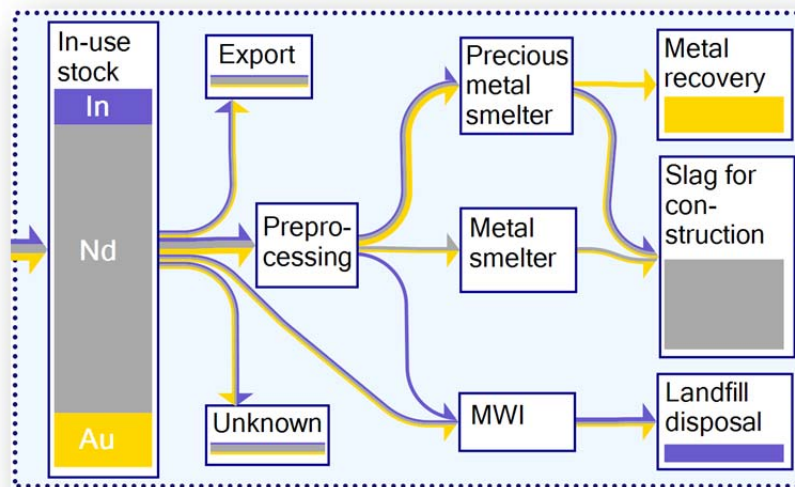 In-use
stock
In
Nd
Au
Export
Prepro-
cessing
Unknown
Precious
metal
smelter
Metal
smelter
MWI
Metal
recovery
Slag for
con-
struction
Landfill
disposal